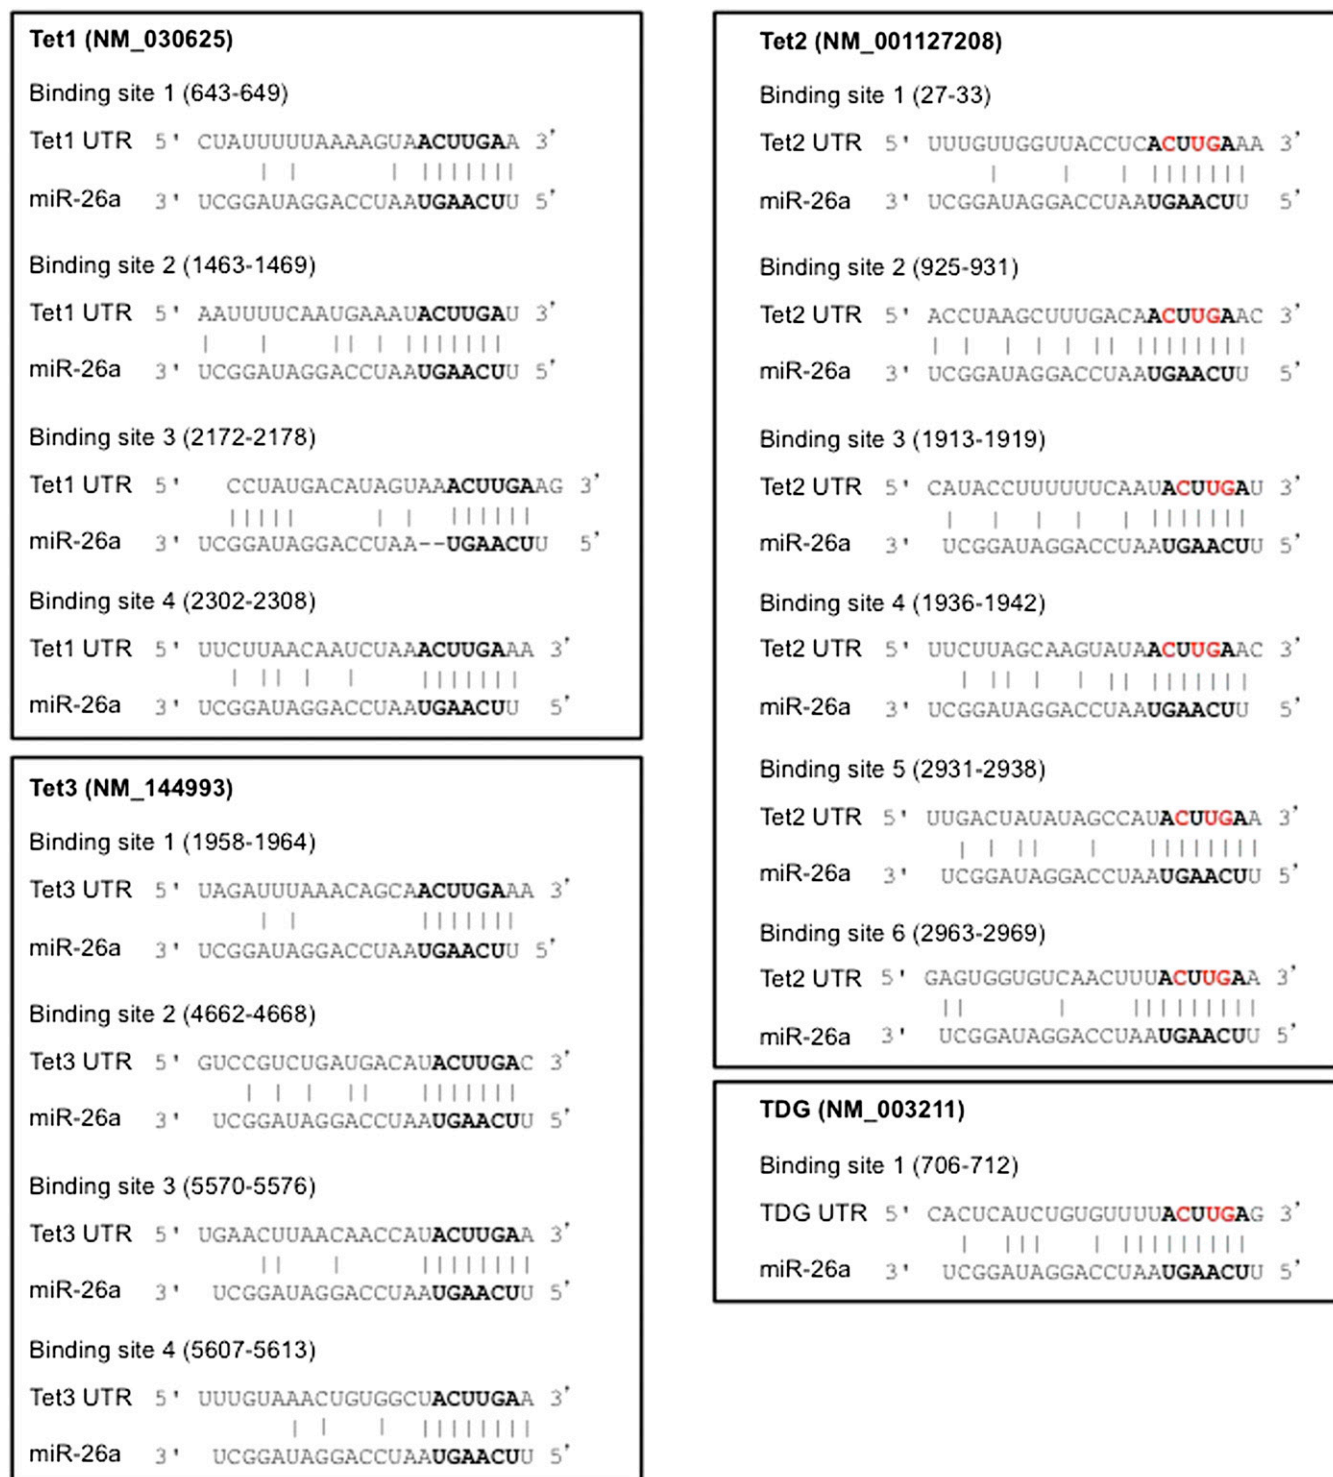 Tet1 (NM_030625)
Binding site 1 (643-649)
Tet1 UTR 5' CUAUUUUUAAAAGUAACUUGAA 3'
miR-26a 3' UCGGAUAGGACCUAAUGAACUU 5'
Binding site 2 (1463-1469)
Tet1 UTR 5' AAUUUUCAAUGAAAUACUUGAU 3'
miR-26a 3' UCGGAUAGGACCUAAUGAACUU 5'
Binding site 3 (2172-2178)
Tet1 UTR 5' CCUAUGACAUAGUAAACUUGAAG 3'
miR-26a 3' UCGGAUAGGACCUAA--UGAACUU 5'
Binding site 4 (2302-2308)
Tet1 UTR 5' UUCUUAACAAUCUAAACUUGAAA 3'
miR-26a 3' UCGGAUAGGACCUAAUGAACUU 5'
Tet3 (NM_144993)
Binding site 1 (1958-1964)
Tet3 UTR 5' UAGAUUUAAACAGCAACUUGAAA 3'
miR-26a 3' UCGGAUAGGACCUAAUGAACUU 5'
Binding site 2 (4662-4668)
Tet3 UTR 5' GUCCGUCUGAUGACAUACUUGAC 3'
miR-26a 3' UCGGAUAGGACCUAAUGAACUU 5'
Binding site 3 (5570-5576)
Tet3 UTR 5' UGAACUUAACAACCAUACUUGAA 3'
miR-26a 3' UCGGAUAGGACCUAAUGAACUU 5'
Binding site 4 (5607-5613)
Tet3 UTR 5' UUUGUAAACUGUGGCUACUUGAA 3'
miR-26a 3' UCGGAUAGGACCUAAUGAACUU 5'
Tet2 (NM_001127208)
Binding site 1 (27-33)
Tet2 UTR 5' UUUGUUGGUUACCUCACUUGAAA 3'
miR-26a 3' UCGGAUAGGACCUAAUGAACUU 5'
Binding site 2 (925-931)
Tet2 UTR 5' ACCUAAGCUUUGACAACUUGAAC 3'
miR-26a 3' UCGGAUAGGACCUAAUGAACUU 5'
Binding site 3 (1913-1919)
Tet2 UTR 5' CAUACCUUUUUUCAAUACUUGAU 3'
miR-26a 3' UCGGAUAGGACCUAAUGAACUU 5'
Binding site 4 (1936-1942)
Tet2 UTR 5' UUCUUAGCAAGUAUAACUUGAAC 3'
miR-26a 3' UCGGAUAGGACCUAAUGAACUU 5'
Binding site 5 (2931-2938)
Tet2 UTR 5' UUGACUAUAUAGCCAUACUUGAA 3'
miR-26a 3' UCGGAUAGGACCUAAUGAACUU 5'
Binding site 6 (2963-2969)
Tet2 UTR 5' GAGUGGUGUCAACUUUACUUGAA 3'
miR-26a 3' UCGGAUAGGACCUAAUGAACUU 5'
TDG (NM_003211)
Binding site 1 (706-712)
TDG UTR 5' CACUCAUCUGUGUUUUACUUGAG 3'
miR-26a 3' UCGGAUAGGACCUAAUGAACUU 5'